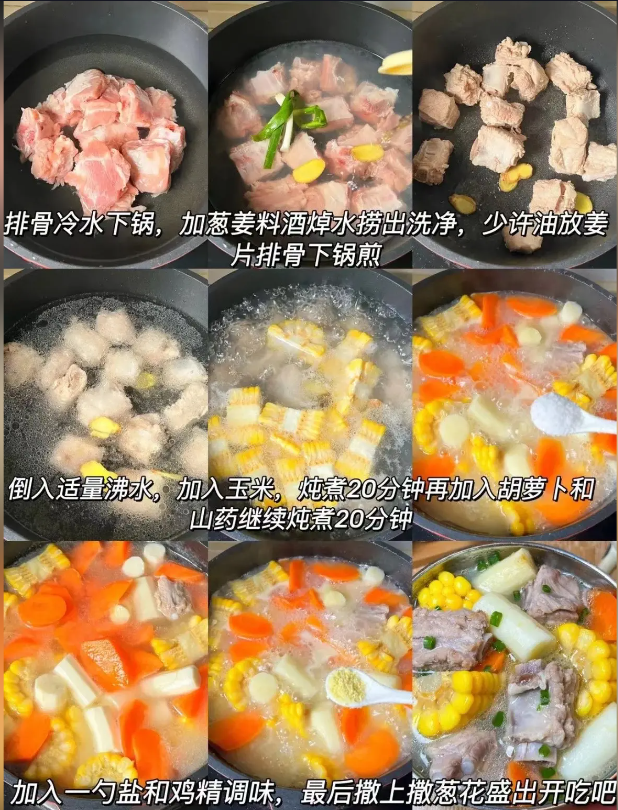 排骨冷水下锅，加葱姜料酒焯水捞出洗净，少许油放姜
片排骨下锅煎
倒入适量沸水，加入玉米，炖煮20分钟再加入胡萝卜和
山药继续炖煮20分钟
加入一勺盐和鸡精调味，最后撒上撒葱花盛出开吃吧